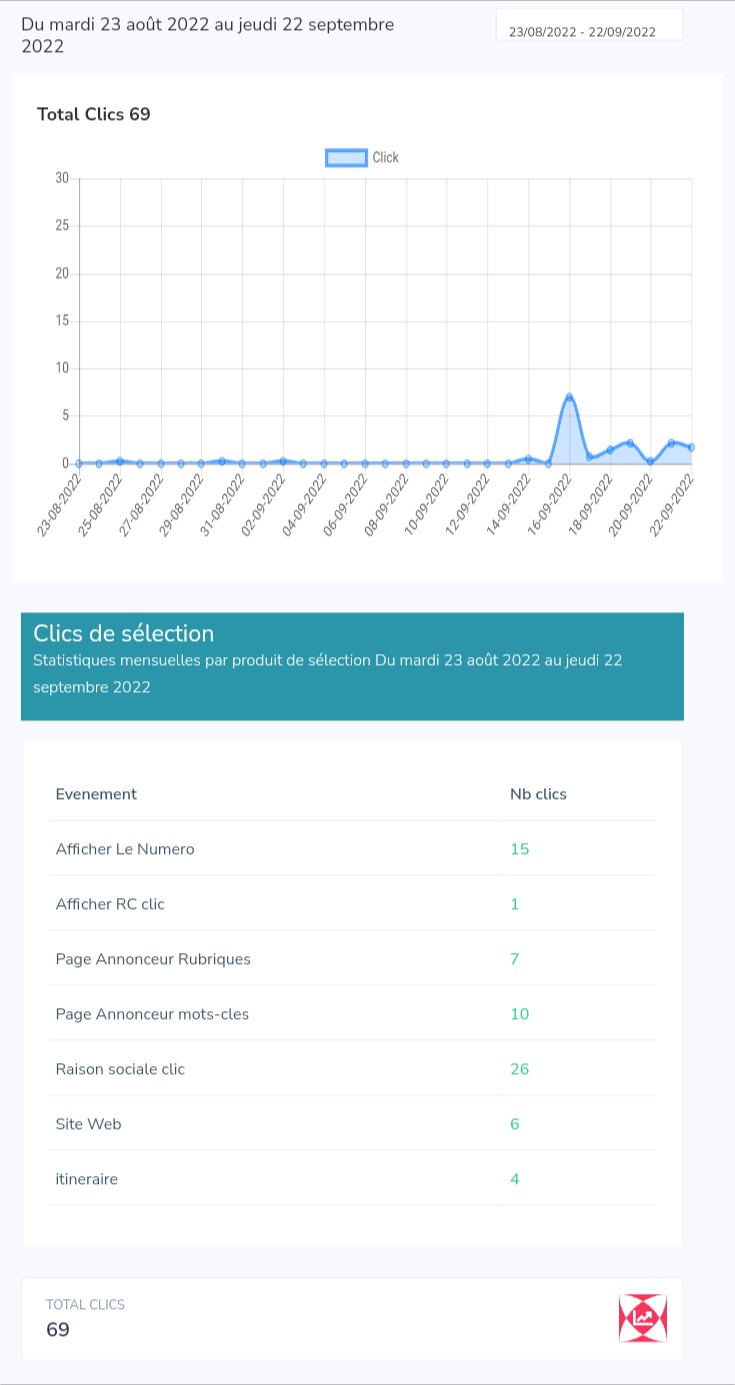 Du mardi 23 août 2022 au jeudi 22 septembre
2022
23/08/2022 - 22/09/2022
Total Clics 69
Click
30
25
20
15
10
5
0
23-08-2022
25-08-2022
27-08-2022
29-08-2022
31-08-2022
02-09-2022
04-09-2022
06-09-2022
08-09-2022
10-09-2022
12-09-2022
14-09-2022
16-09-2022
18-09-2022
20-09-2022
22-09-2022
Clics de sélection
Statistiques mensuelles par produit de sélection Du mardi 23 août 2022 au jeudi 22
septembre 2022
Evenement Nb clics
Afficher Le Numero 15
Afficher RC clic 1
Page Annonceur Rubriques 7
Page Annonceur mots-cles 10
Raison sociale clic 26
Site Web 6
itineraire 4
TOTAL CLICS
69